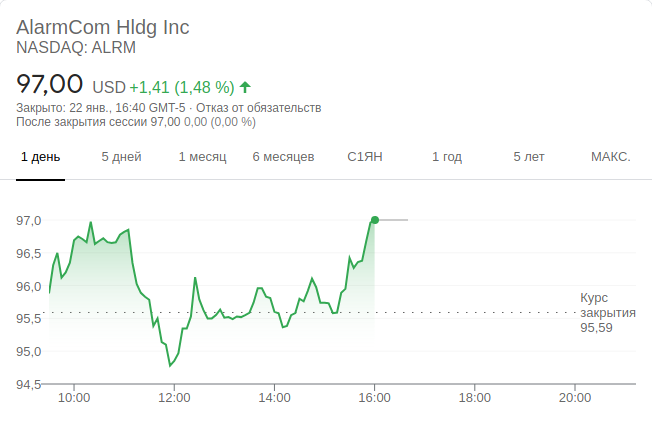 AlarmCom Hldg Inc
NASDAQ: ALRM
97,00 USD +1,41 (1,48 %)
Закрыто: 22 янв., 16:40 GMT-5 · Отказ от обязательств
После закрытия сессии 97,00 0,00 (0,00 %)
1 день 5 дней 1 месяц 6 месяцев С1ЯН 1 год 5 лет МАКС.
97,0
96,5
96,0
95,5
95,0
94,5
Курс
закрытия
95,59
10:00 12:00 14:00 16:00 18:00 20:00